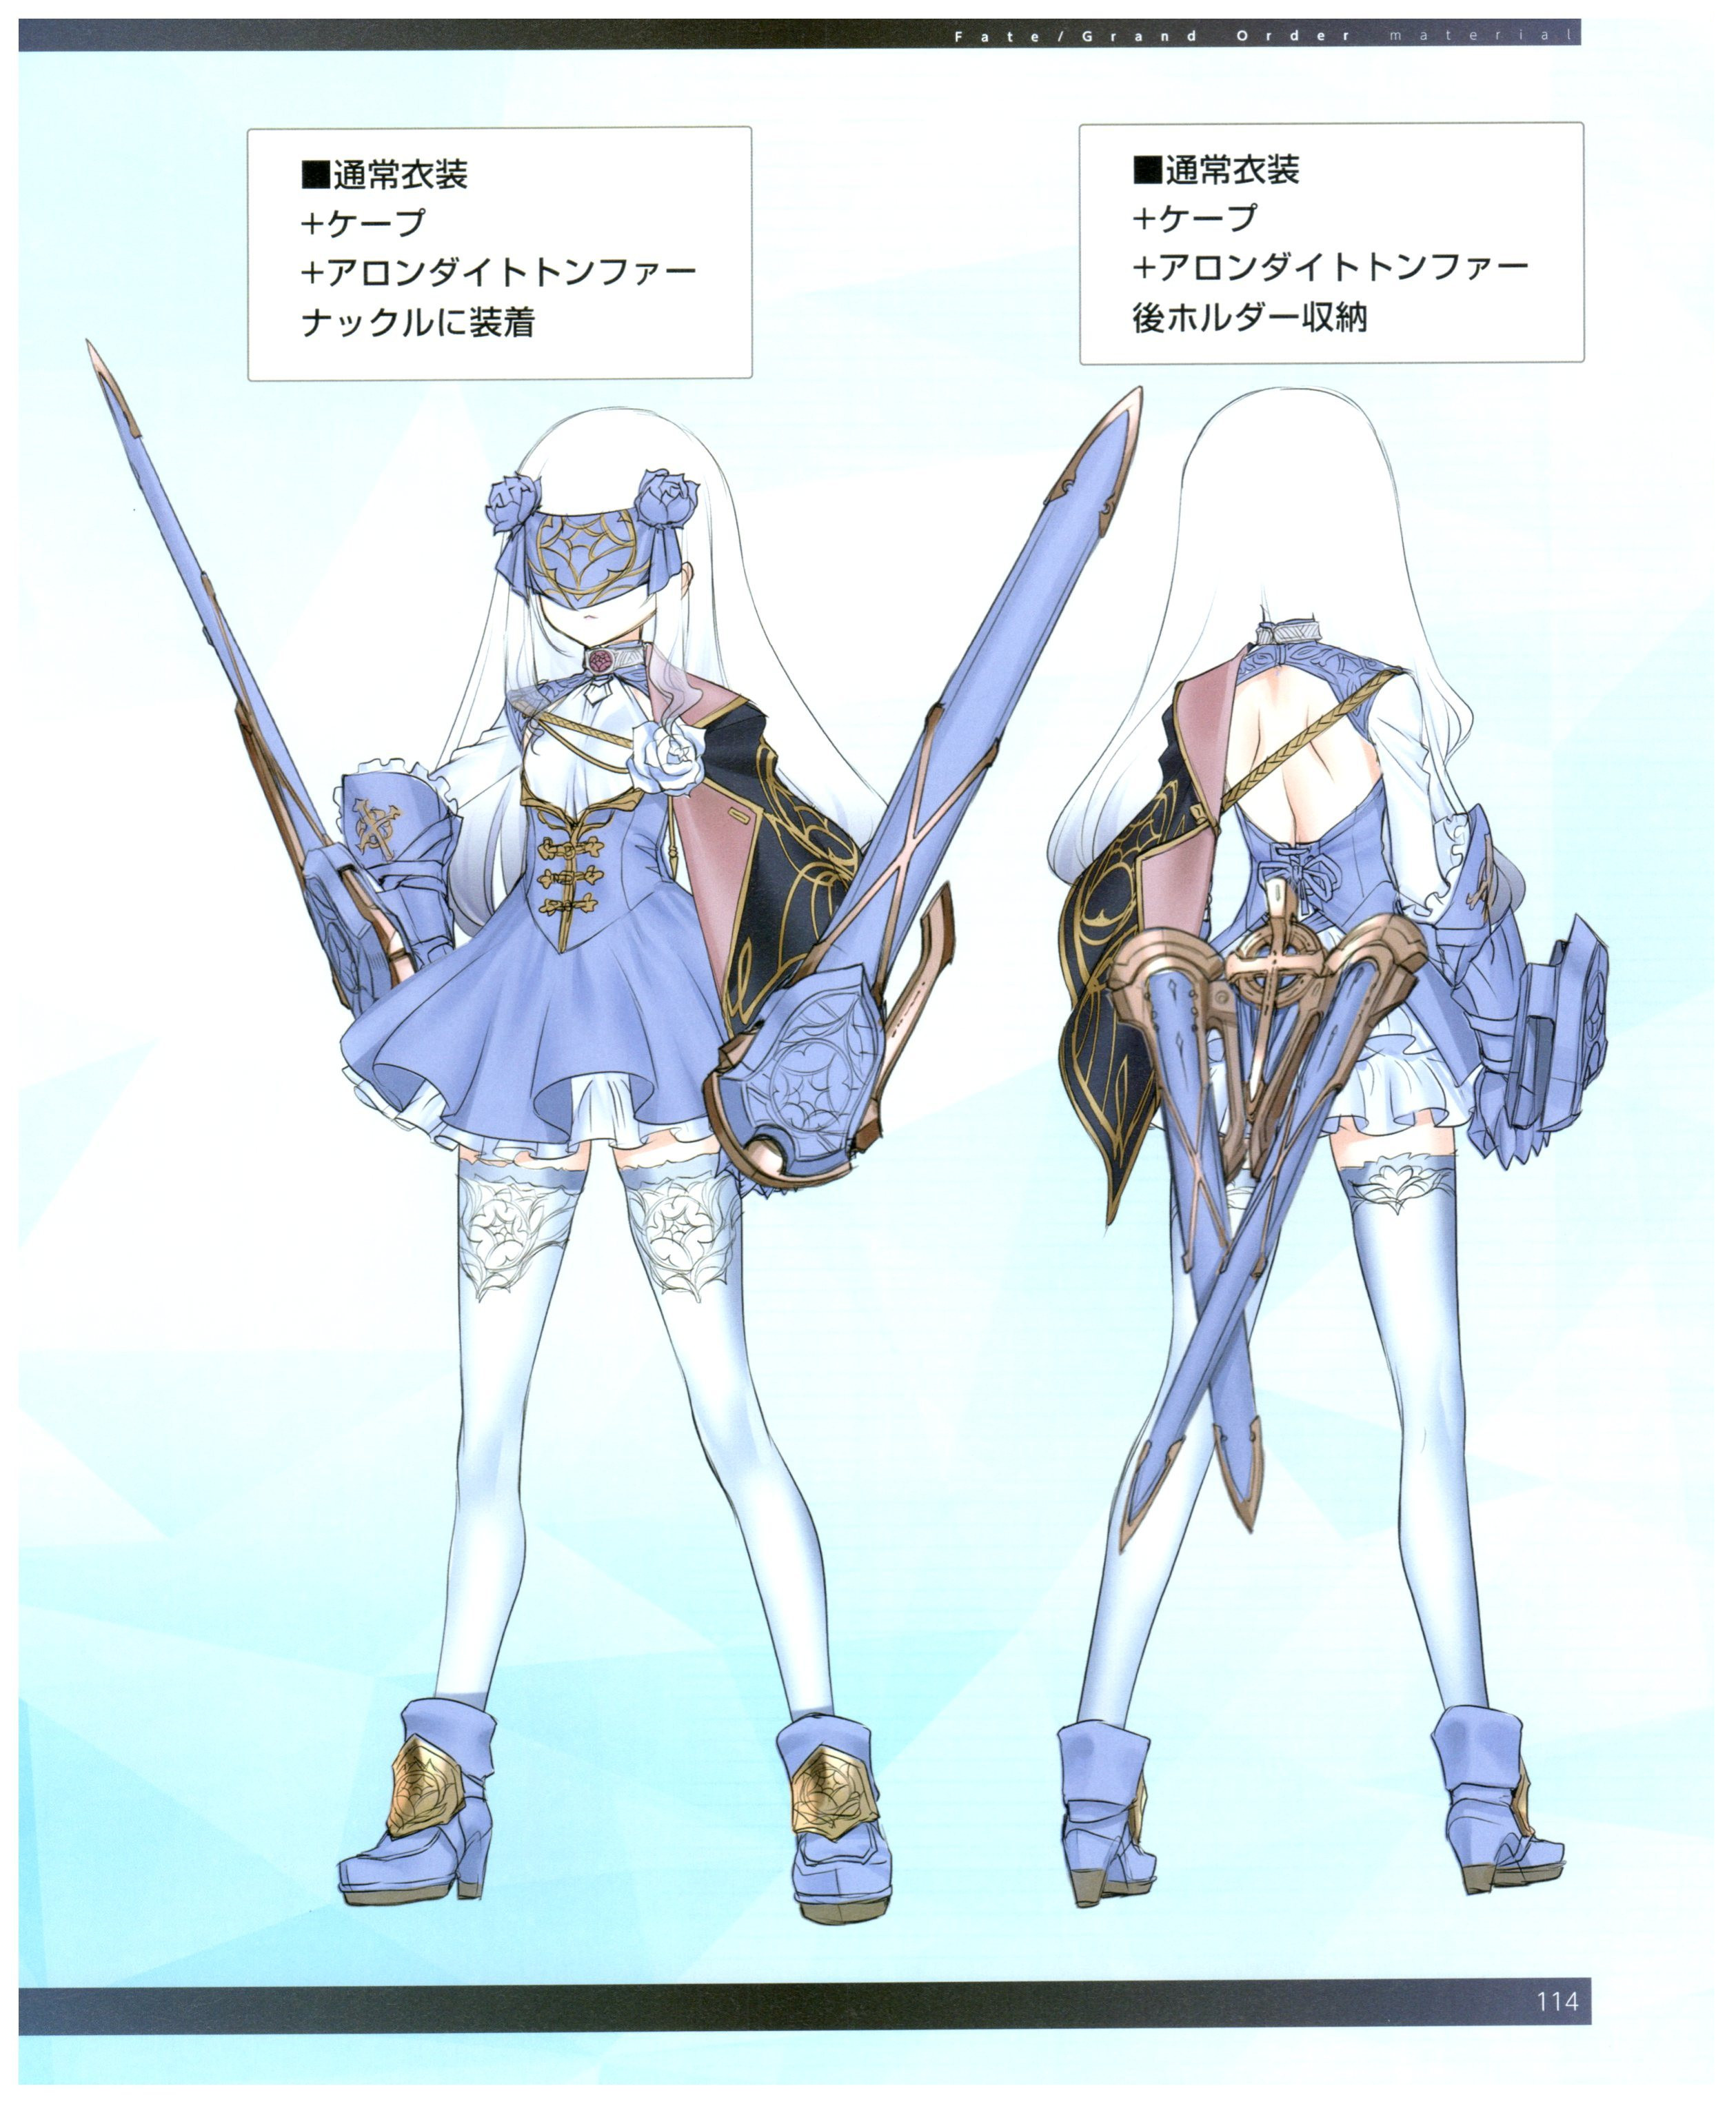 Fate/Grand Order material
■通常衣装
+ケープ
+アロンダイトトンファー
ナックルに装着
■通常衣装
+ケープ
+アロンダイトトンファー
後ホルダー収納
114